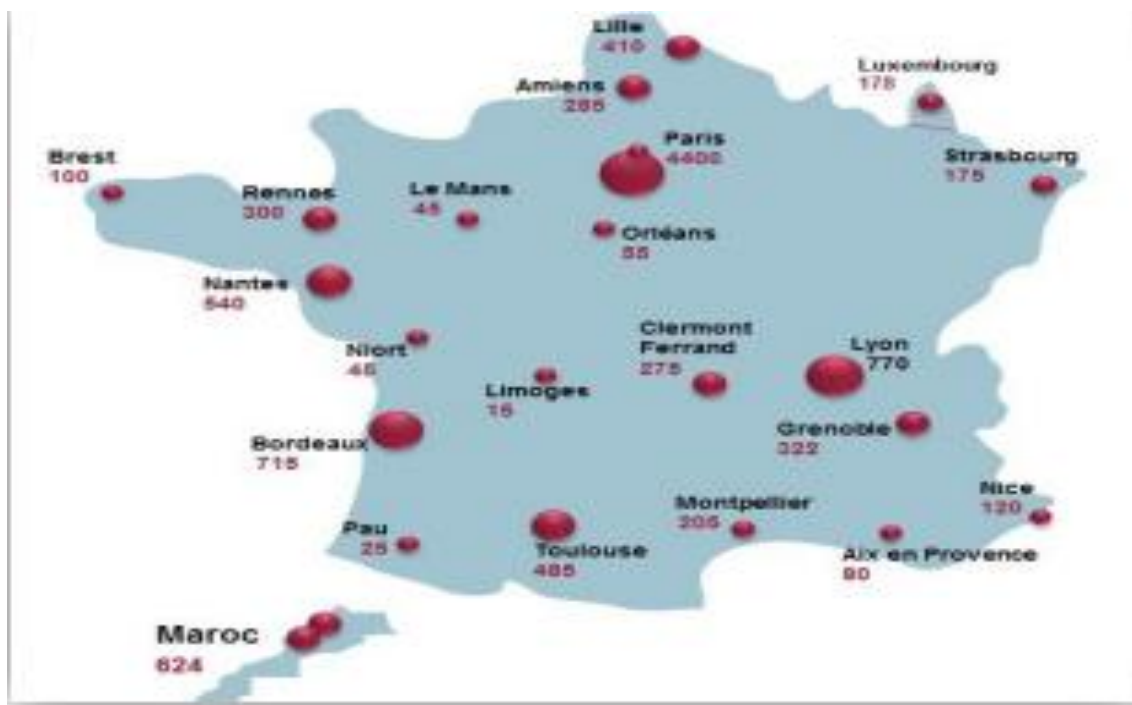 Lille
410
Amiens
285
Luxembourg
175
Paris
4400
Brest
100
Strasbourg
175
Rennes
300
Le Mans
45
Orléans
55
Nantes
540
Clermont
Ferrand
275
Lyon
770
Niort
45
Limoges
15
Grenoble
322
Bordeaux
715
Nice
120
Montpellier
205
Pau
25
Toulouse
485
Aix en Provence
Maroc
624